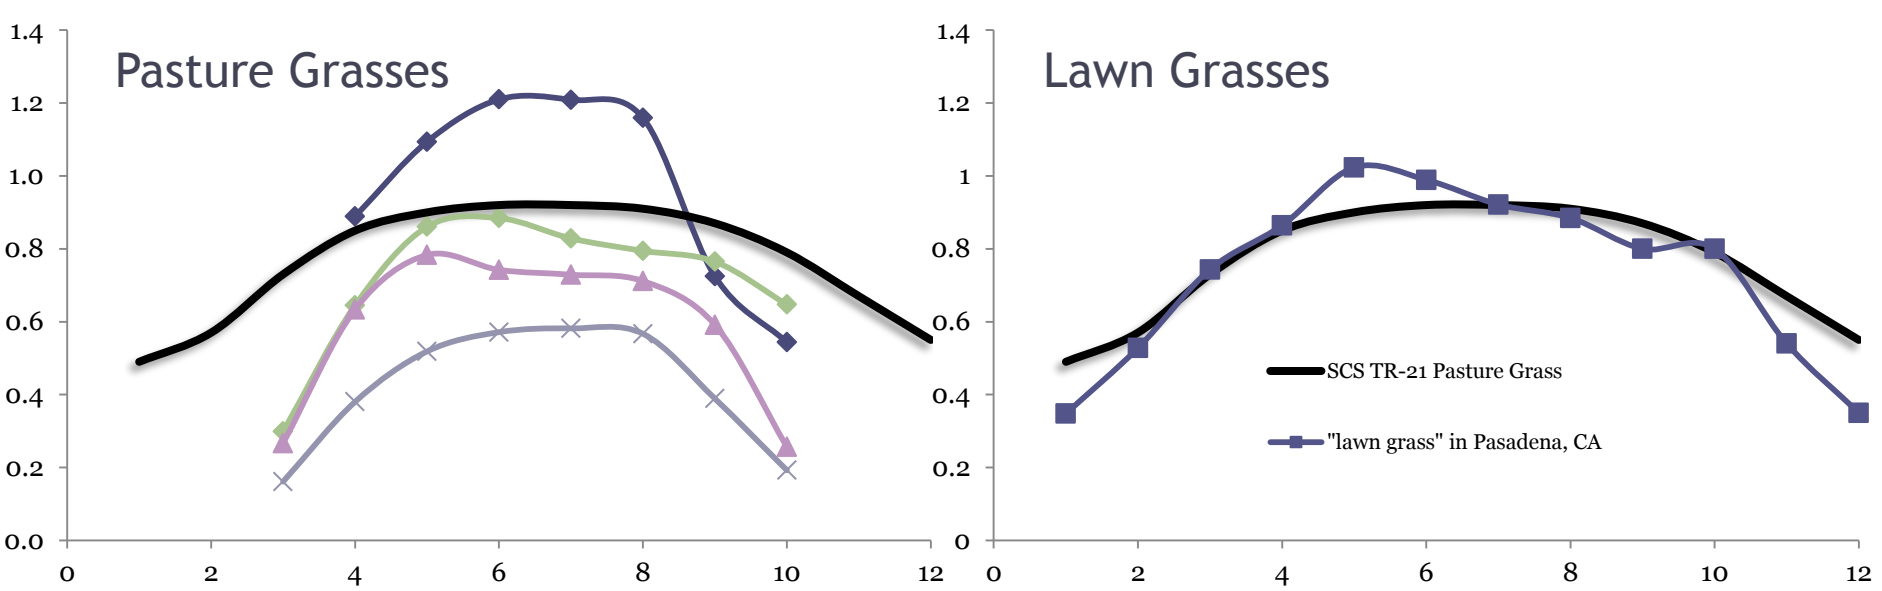 Pasture Grasses
1.4
1.2
1.0
0.8
0.6
0.4
0.2
0.0
0 2 4 6 8 10 12
Lawn Grasses
1.4
1.2
1
0.8
0.6
0.4
0.2
0
0 2 4 6 8 10 12
SCS TR-21 Pasture Grass
"lawn grass" in Pasadena, CA